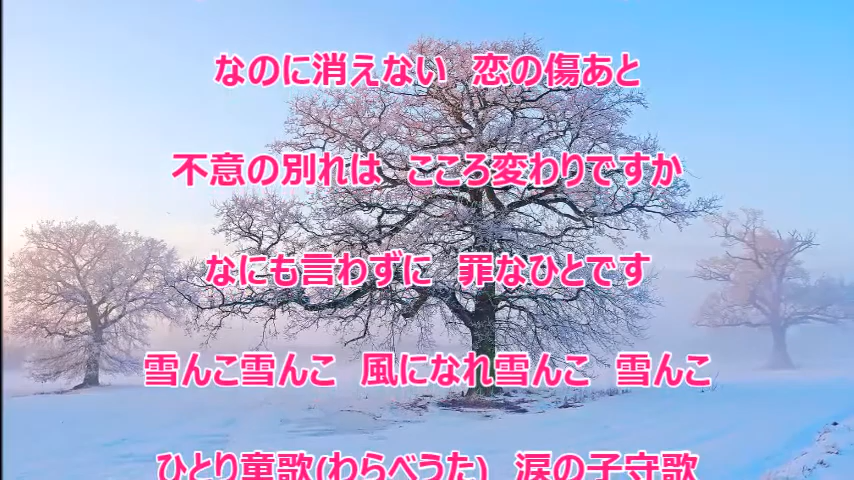 なのに消えない　恋の傷あと
不意の別れは　こころ変わりですか
なにも言わずに　罪なひとです
雪んこ雪んこ　風になれ雪んこ　雪んこ
ひとり童歌(わらべうた)　涙の子守歌